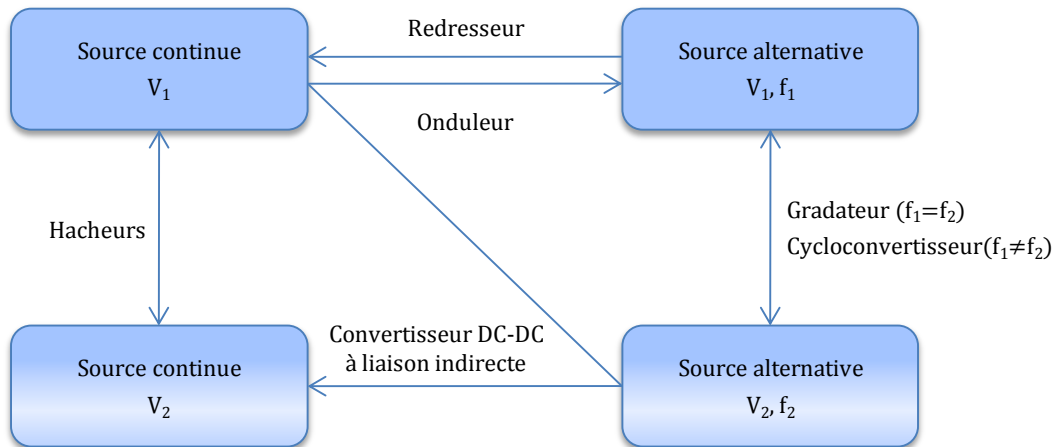 Source continue
V₁
Redresseur
Onduleur
Source alternative
V₁, f₁
Hacheurs
Gradateur (f₁=f₂)
Cycloconvertisseur(f₁≠f₂)
Source continue
V₂
Convertisseur DC-DC
à liaison indirecte
Source alternative
V₂, f₂